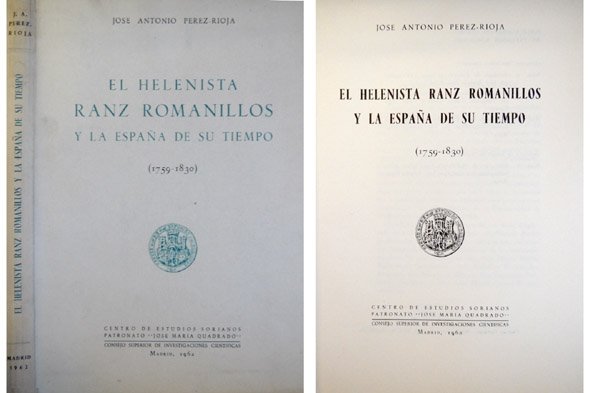 J. A.
PEREZ-
RIOJA
EL HELENISTA RANZ ROMANILLOS Y LA ESPAÑA DE SU TIEMPO
MADRID
1962
JOSE ANTONIO PEREZ-RIOJA
EL HELENISTA
RANZ ROMANILLOS
Y LA ESPAÑA DE SU TIEMPO
(1759-1830)
CENTRO DE ESTUDIOS SORIANOS
PATRONATO "JOSE MARIA QUADRADO"
CONSEJO SUPERIOR DE INVESTIGACIONES CIENTIFICAS
MADRID, 1962
JOSE ANTONIO PEREZ-RIOJA
EL HELENISTA RANZ ROMANILLOS
Y LA ESPAÑA DE SU TIEMPO
(1759-1830)
CENTRO DE ESTUDIOS SORIANOS
PATRONATO "JOSE MARIA QUADRADO"
CONSEJO SUPERIOR DE INVESTIGACIONES CIENTIFICAS
MADRID, 1962